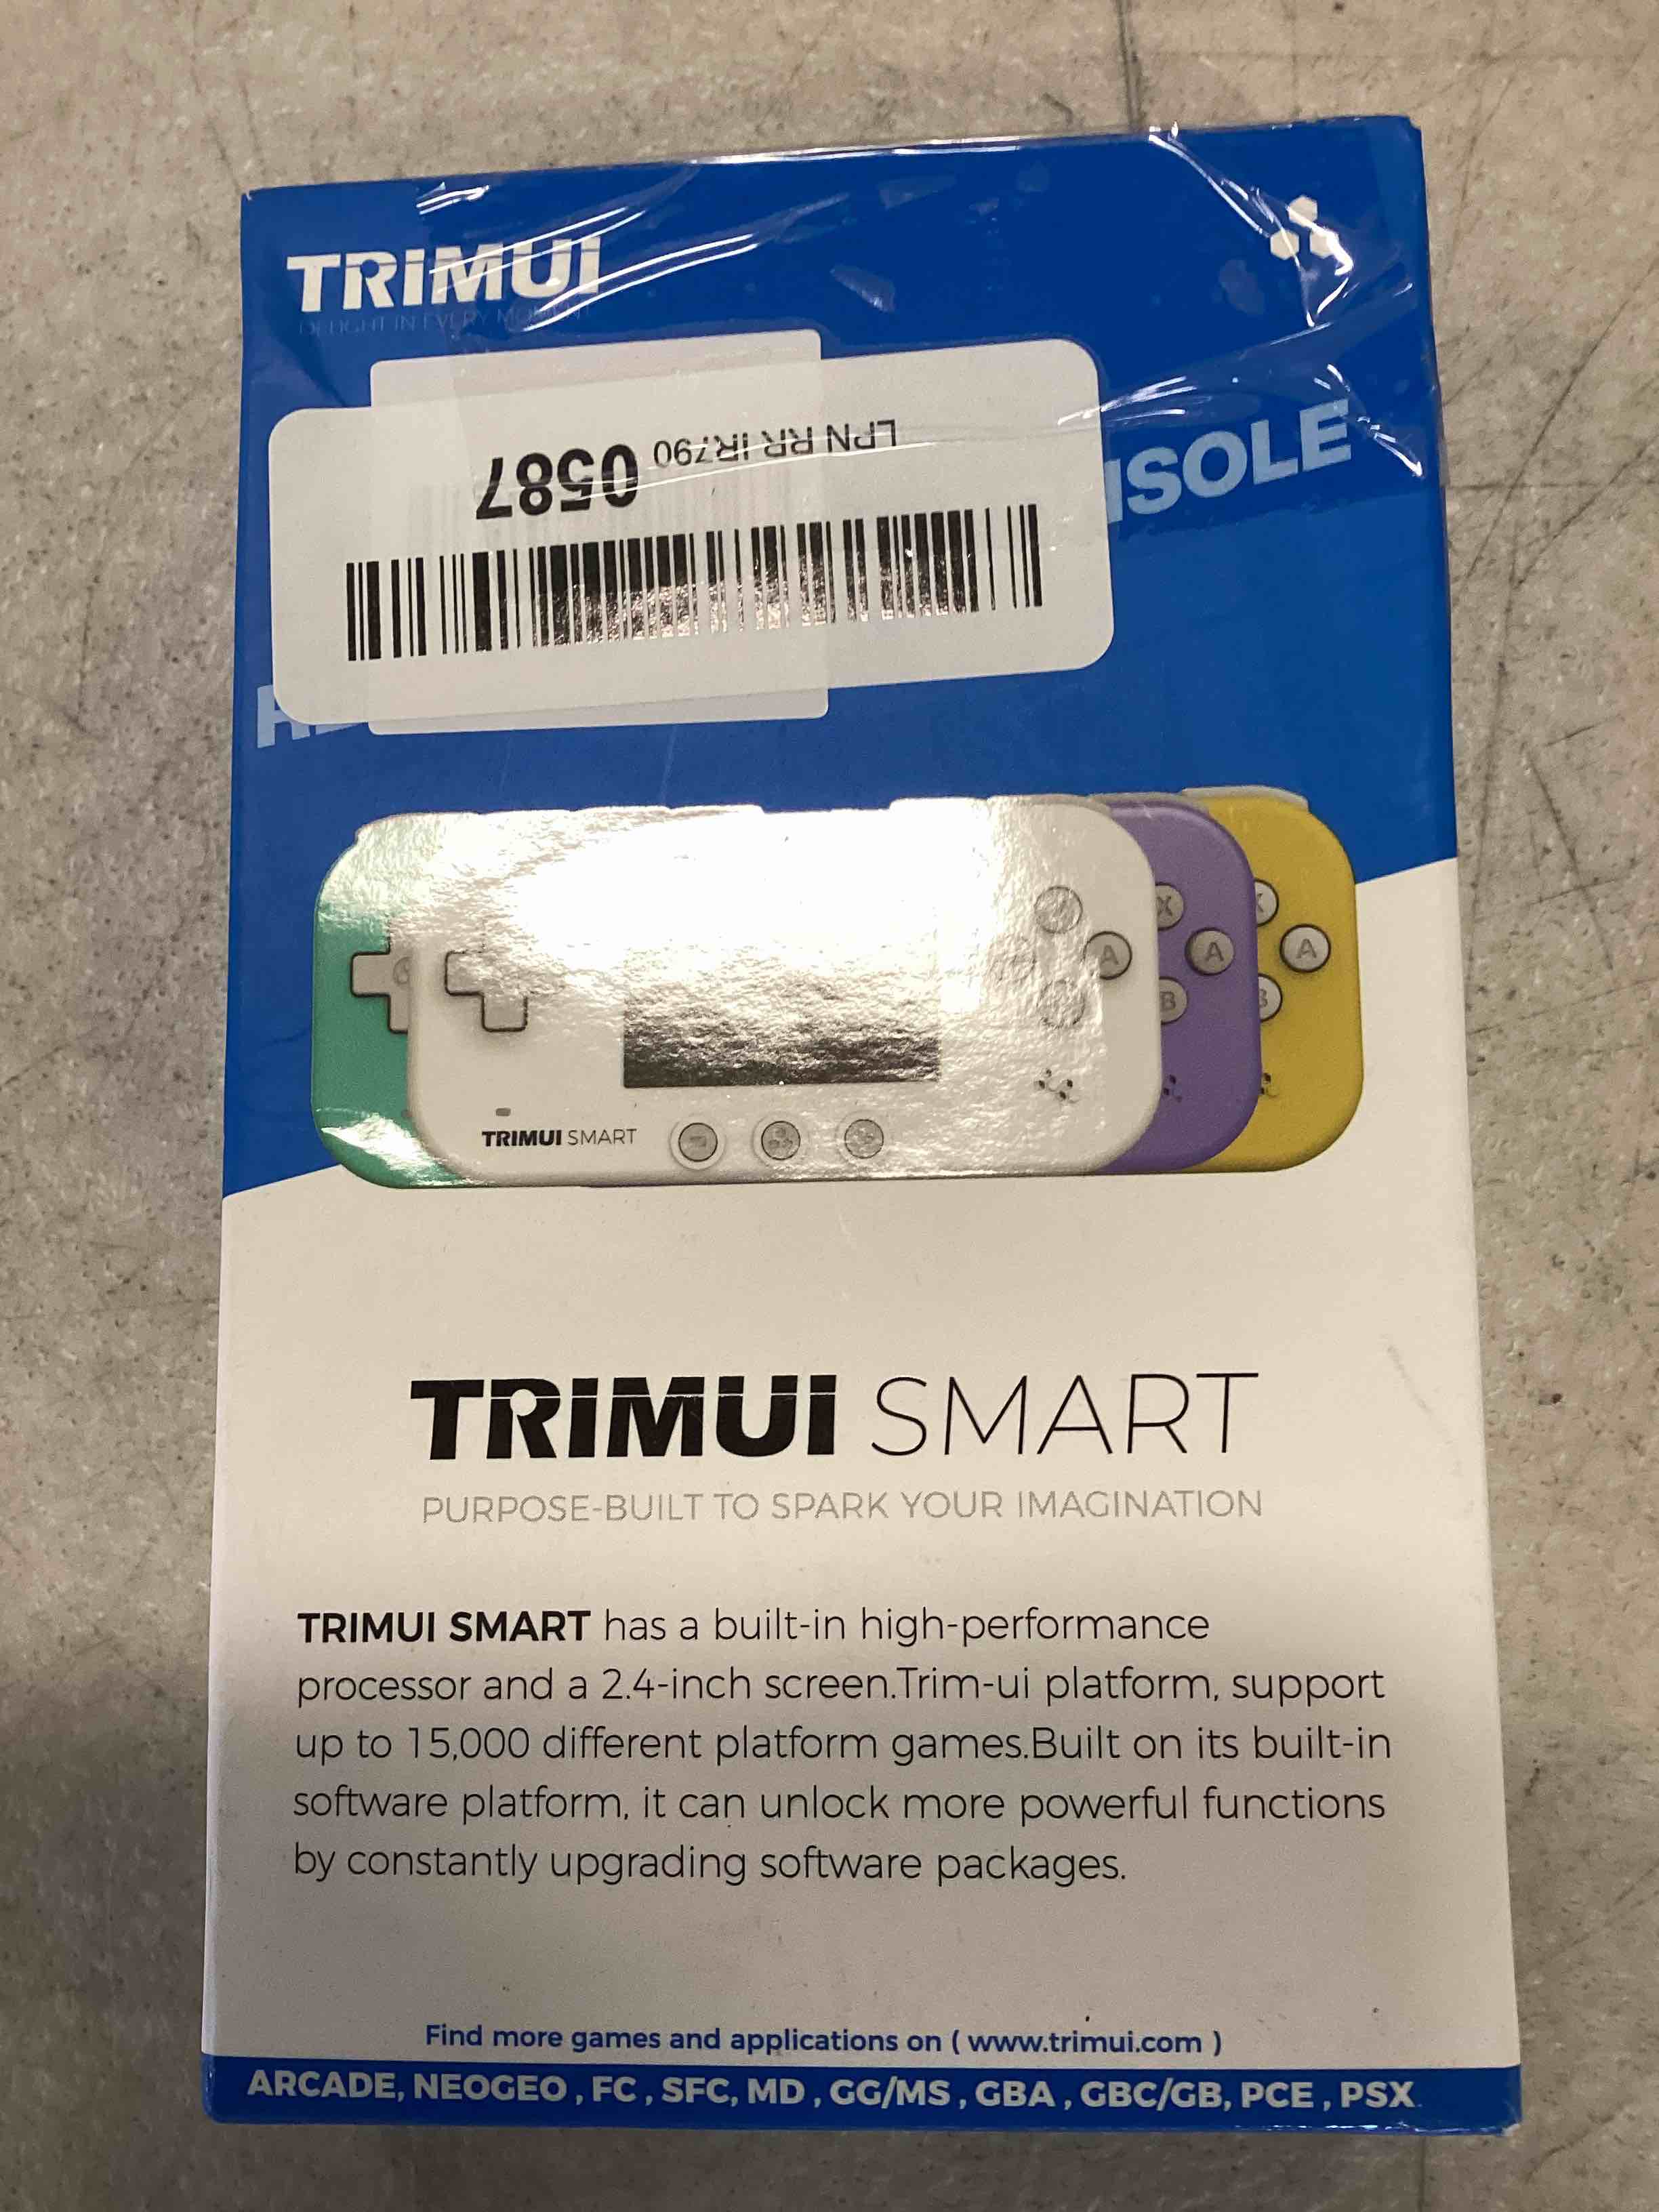 TRIMUI
DELIGHT IN EVERY MOMENT
LPN RR IR790 0587
A
X
A
B
A
TRIMUI SMART
TRIMUI SMART
PURPOSE-BUILT TO SPARK YOUR IMAGINATION
TRIMUI SMART has a built-in high-performance
processor and a 2.4-inch screen.Trim-ui platform, support
up to 15,000 different platform games.Built on its built-in
software platform, it can unlock more powerful functions
by constantly upgrading software packages.
Find more games and applications on ( www.trimui.com )
ARCADE, NEOGEO , FC , SFC, MD , GG/MS , GBA , GBC/GB, PCE , PSX